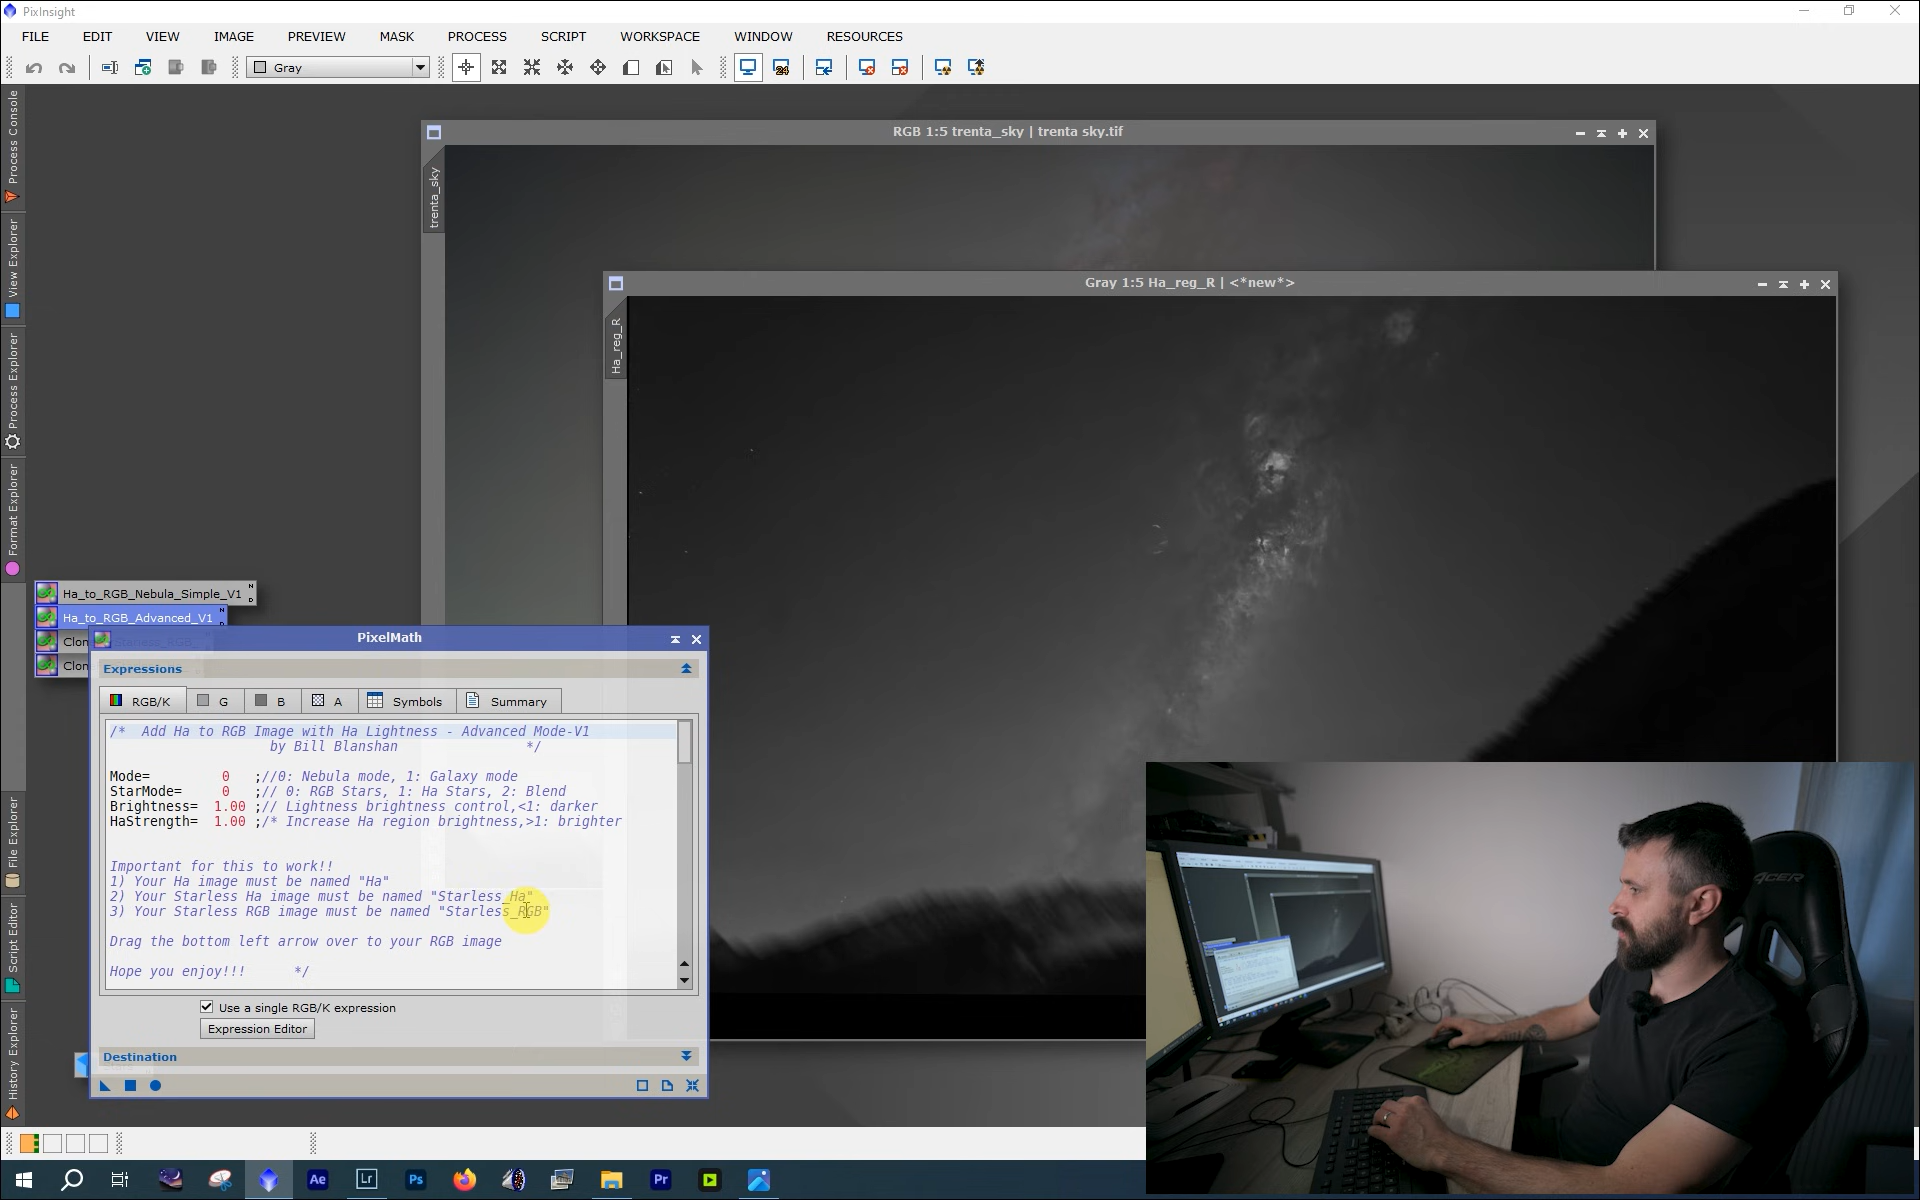 PixInsight
FILE EDIT VIEW IMAGE PREVIEW MASK PROCESS SCRIPT WORKSPACE WINDOW RESOURCES
Gray
24
Process Console
View Explorer
Process Explorer
Format Explorer
File Explorer
Script Editor
History Explorer
RGB 1:5 trenta_sky | trenta sky.tif
trenta_sky
Gray 1:5 Ha_reg_R | <*new*>
Ha_reg_R
Ha_to_RGB_Nebula_Simple_V1
N
D
Ha_to_RGB_Advanced_V1
N
Clon
Clon
PixelMath
Expressions
RGB/K G B A Symbols Summary
/* Add Ha to RGB Image with Ha Lightness - Advanced Mode-V1
by Bill Blanshan */
Mode= 0 ;//0: Nebula mode, 1: Galaxy mode
StarMode= 0 ;// 0: RGB Stars, 1: Ha Stars, 2: Blend
Brightness= 1.00 ;// Lightness brightness control,<1: darker
HaStrength= 1.00 ;/* Increase Ha region brightness,>1: brighter
Important for this to work!!
1) Your Ha image must be named "Ha"
2) Your Starless Ha image must be named "Starless_Ha"
3) Your Starless RGB image must be named "Starless_RGB"
Drag the bottom left arrow over to your RGB image
Hope you enjoy!!! */
Use a single RGB/K expression
Expression Editor
Destination
Ae Lr Ps Pr
ACER